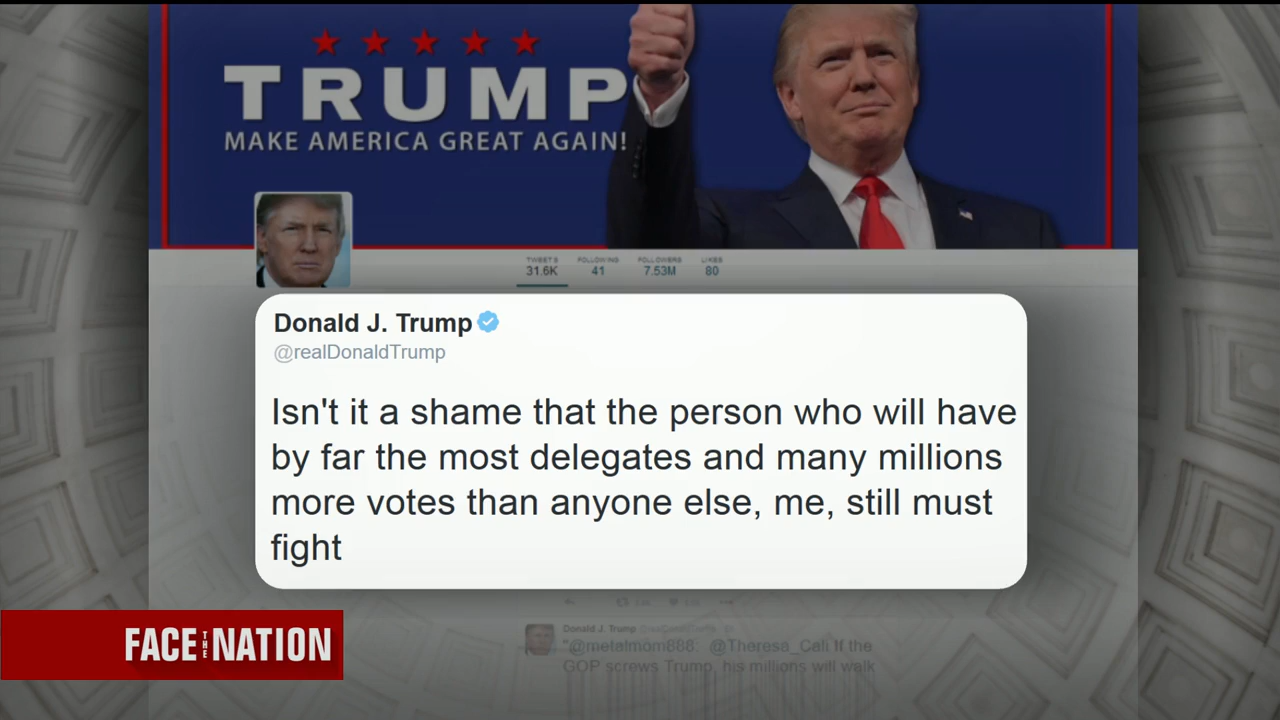 TRUMP
MAKE AMERICA GREAT AGAIN!
TWEETS FOLLOWING FOLLOWERS LIKES
31.6K 41 7.53M 80
Donald J. Trump
@realDonaldTrump
Isn't it a shame that the person who will have
by far the most delegates and many millions
more votes than anyone else, me, still must
fight
FACE THE NATION
Donald J. Trump
"@metalmom888: @Theresa_Cali If the
GOP screws Trump, his millions will walk